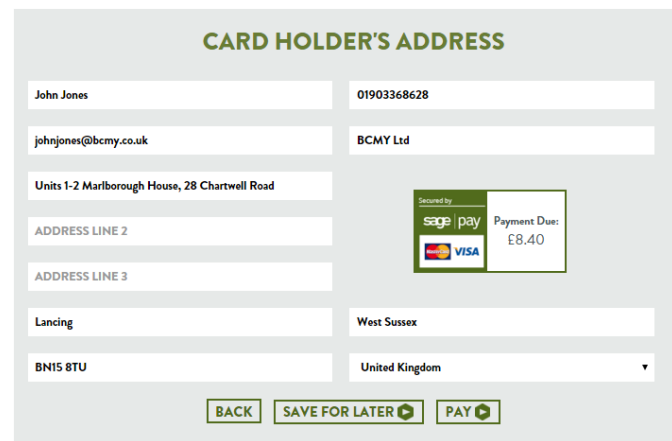 CARD HOLDER'S ADDRESS
John Jones
01903368628
johnjones@bcmy.co.uk
BCMY Ltd
Units 1-2 Marlborough House, 28 Chartwell Road
ADDRESS LINE 2
ADDRESS LINE 3
Secured by
sage pay
MasterCard VISA
Payment Due:
£8.40
Lancing
West Sussex
BN15 8TU
United Kingdom
BACK
SAVE FOR LATER
PAY